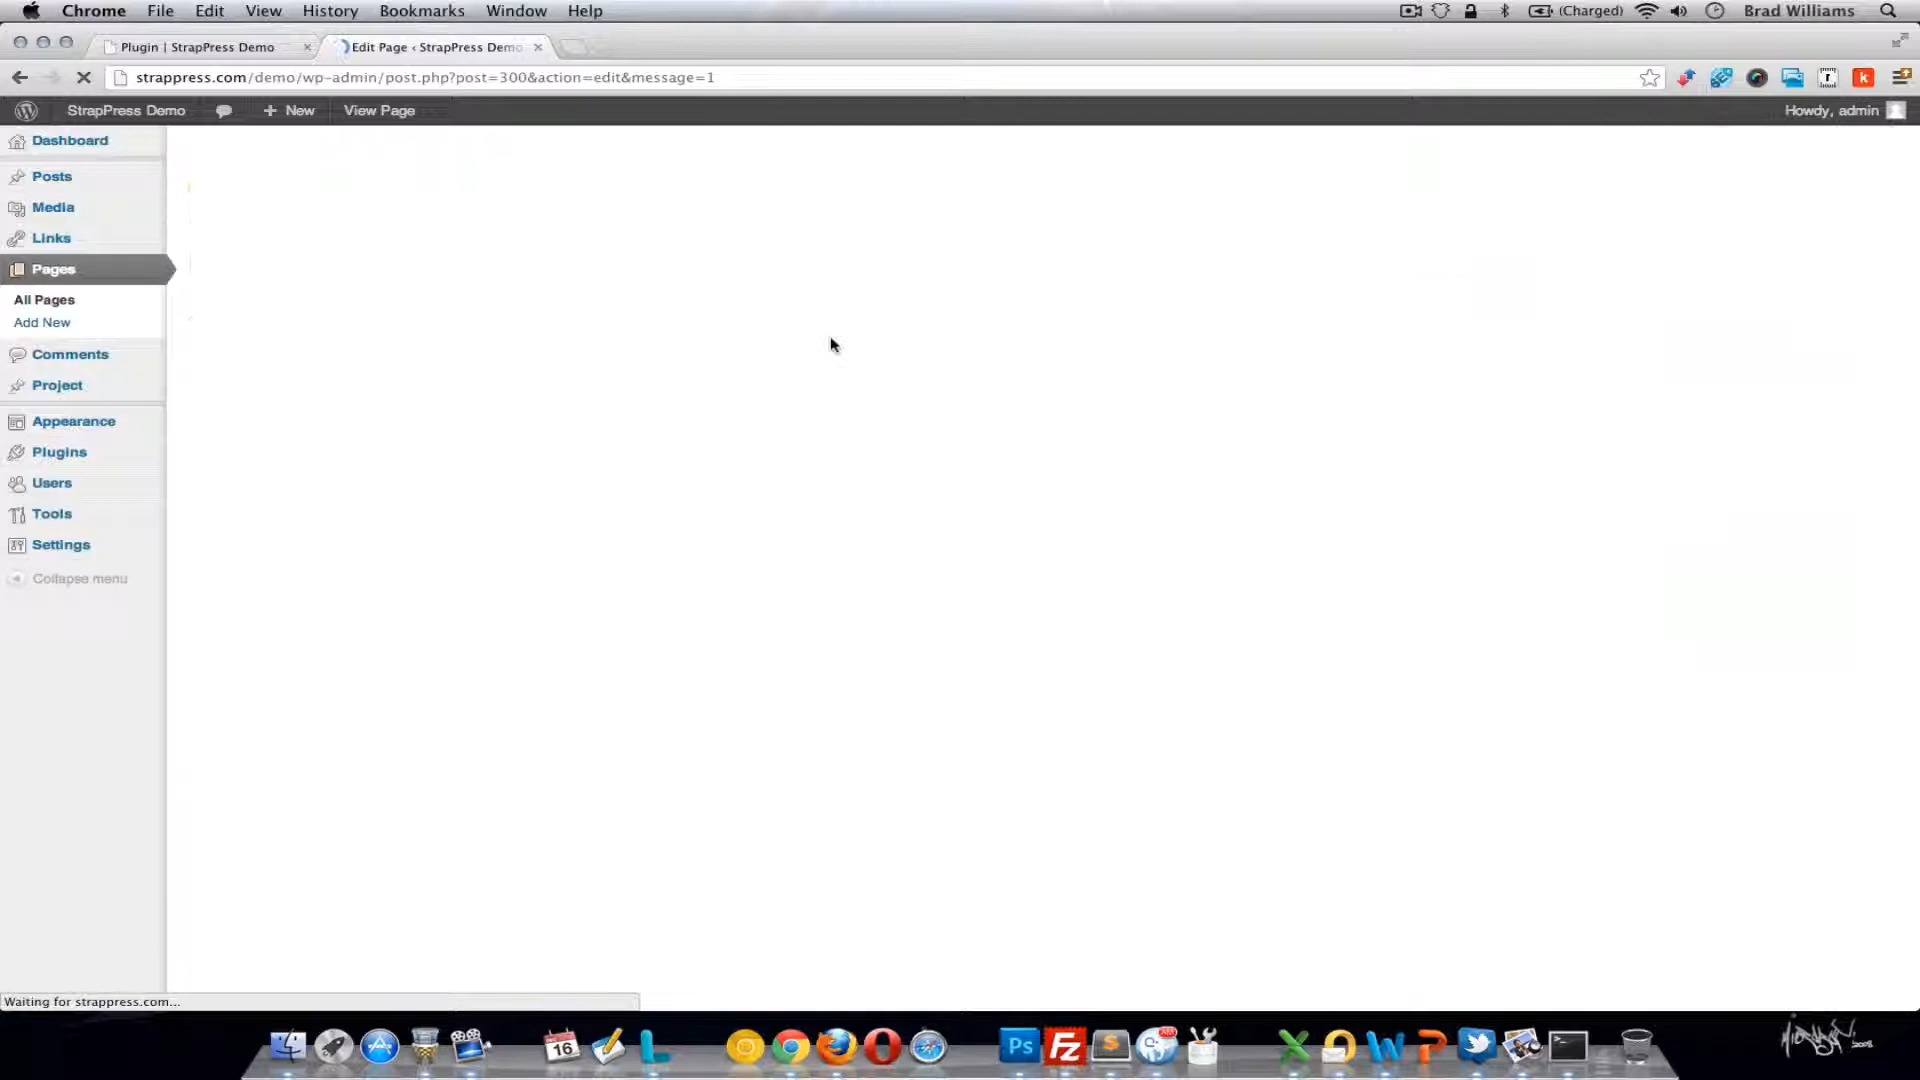 Chrome File Edit View History Bookmarks Window Help (Charged) Brad Williams
Plugin | StrapPress Demo Edit Page ‹ StrapPress Demo
strappress.com/demo/wp-admin/post.php?post=300&action=edit&message=1
StrapPress Demo + New View Page Howdy, admin
Dashboard
Posts
Media
Links
Pages
All Pages
Add New
Comments
Project
Appearance
Plugins
Users
Tools
Settings
Collapse menu
Waiting for strappress.com...
16 L Ps Fz S X W P